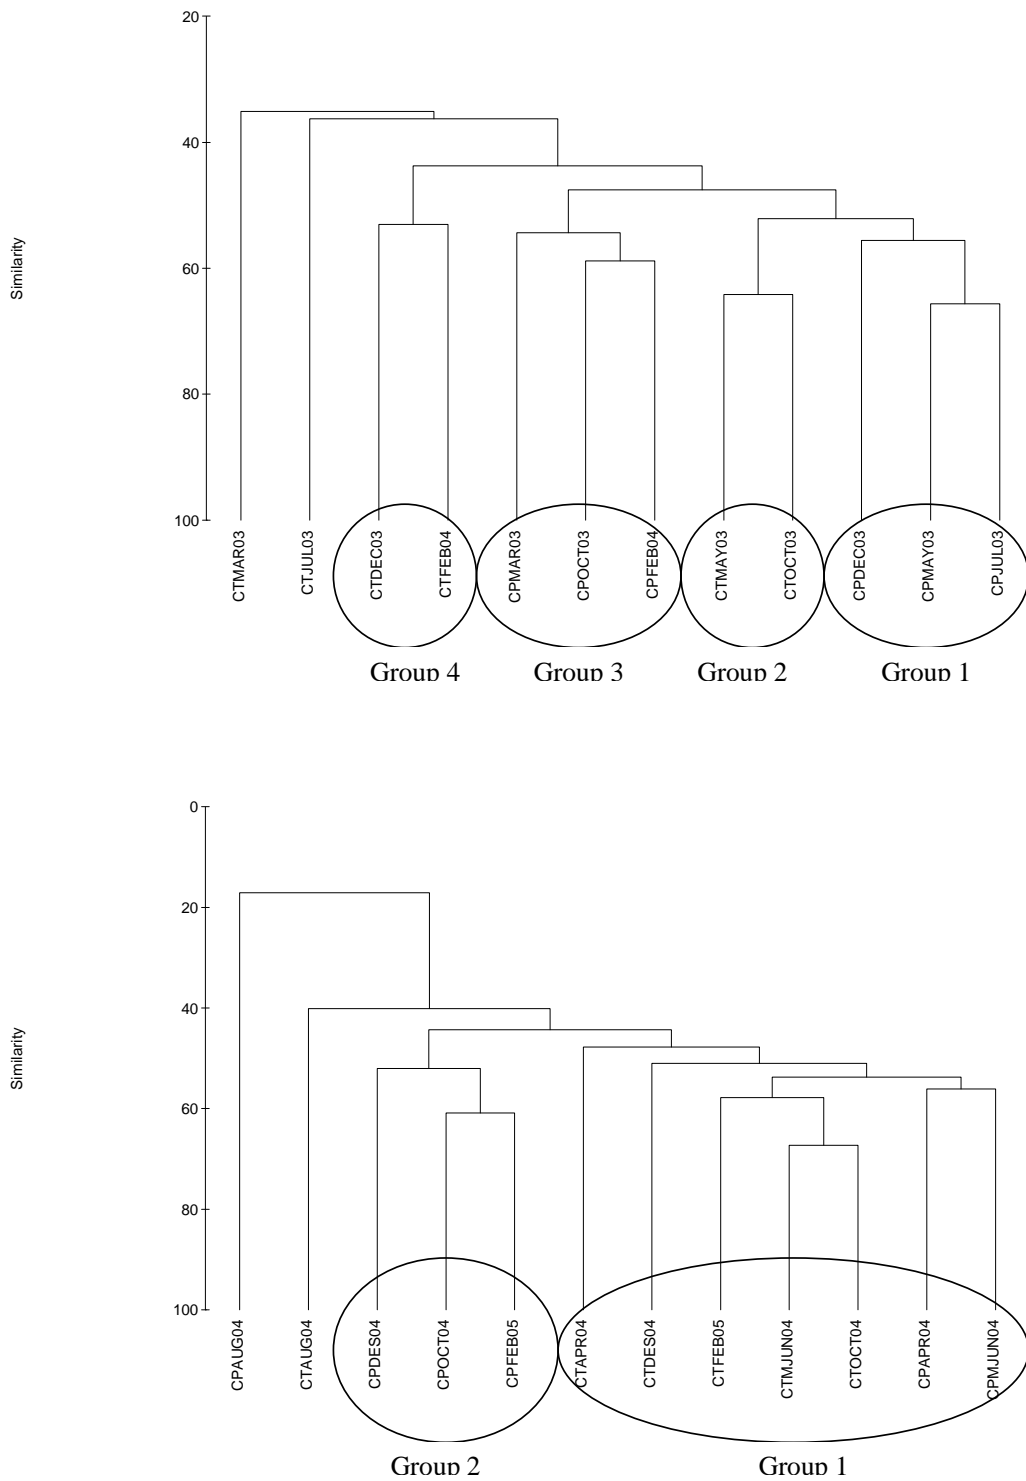 20
40
60
80
100
Similarity
CTMAR03
CTJUL03
CTDEC03
CTFEB04
CPMAR03
CPOCT03
CPFEB04
CTMAY03
CTOCT03
CPDEC03
CPMAY03
CPJUL03
Group 4 Group 3 Group 2 Group 1
0
20
40
60
80
100
Similarity
CPAUG04
CTAUG04
CPDES04
CPOCT04
CPFEB05
CTAPR04
CTDES04
CTFEB05
CTMJUN04
CTOCT04
CPAPR04
CPMJUN04
Group 2 Group 1